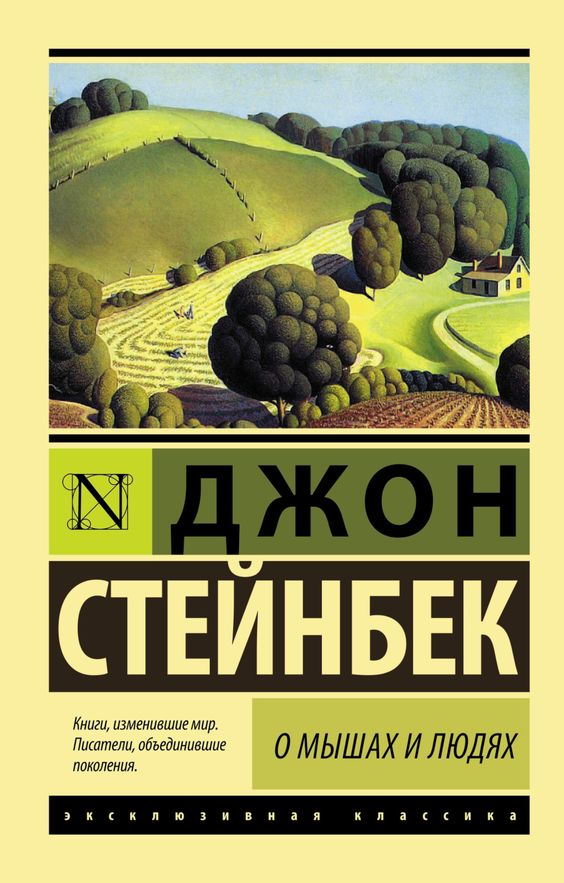 N
ДЖОН
СТЕЙНБЕК
Книги, изменившие мир.
Писатели, объединившие
поколения.
О МЫШАХ И ЛЮДЯХ
эксклюзивная классика